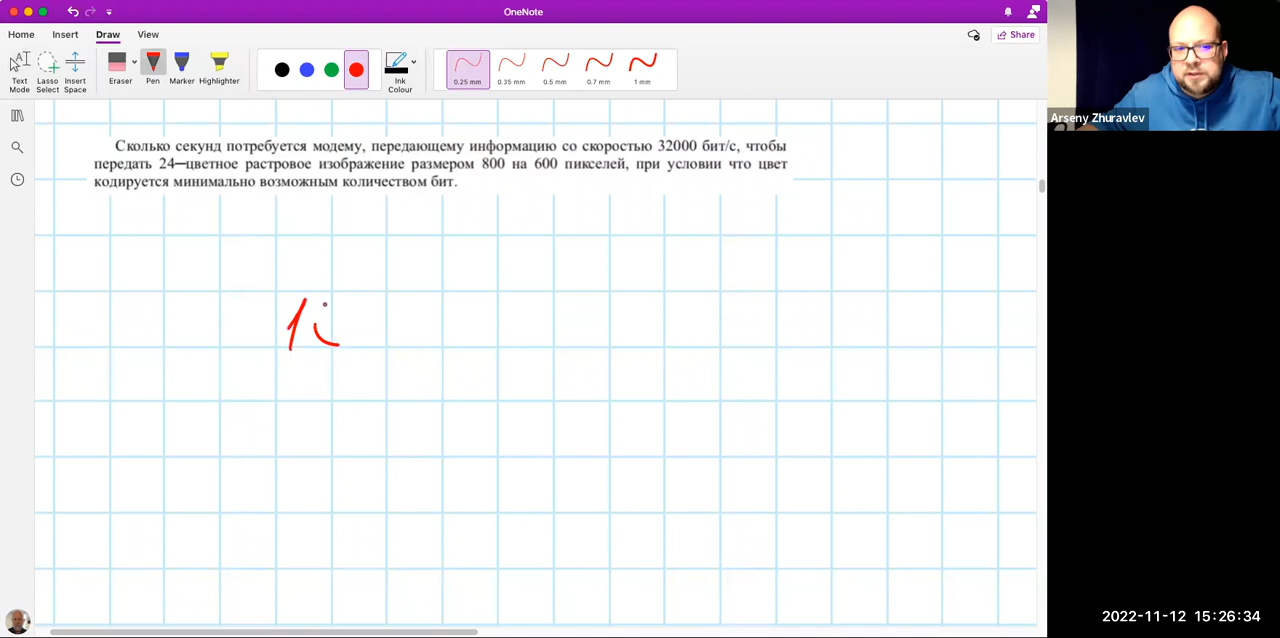 OneNote
Home Insert Draw View
Share
Text Mode
Lasso Select
Insert Space
Eraser
Pen
Marker
Highlighter
Ink Colour
0.25 mm
0.35 mm
0.5 mm
0.7 mm
1 mm
Arseny Zhuravlev
Сколько секунд потребуется модему, передающему информацию со скоростью 32000 бит/с, чтобы
передать 24—цветное растровое изображение размером 800 на 600 пикселей, при условии что цвет
кодируется минимально возможным количеством бит.
2022-11-12 15:26:34